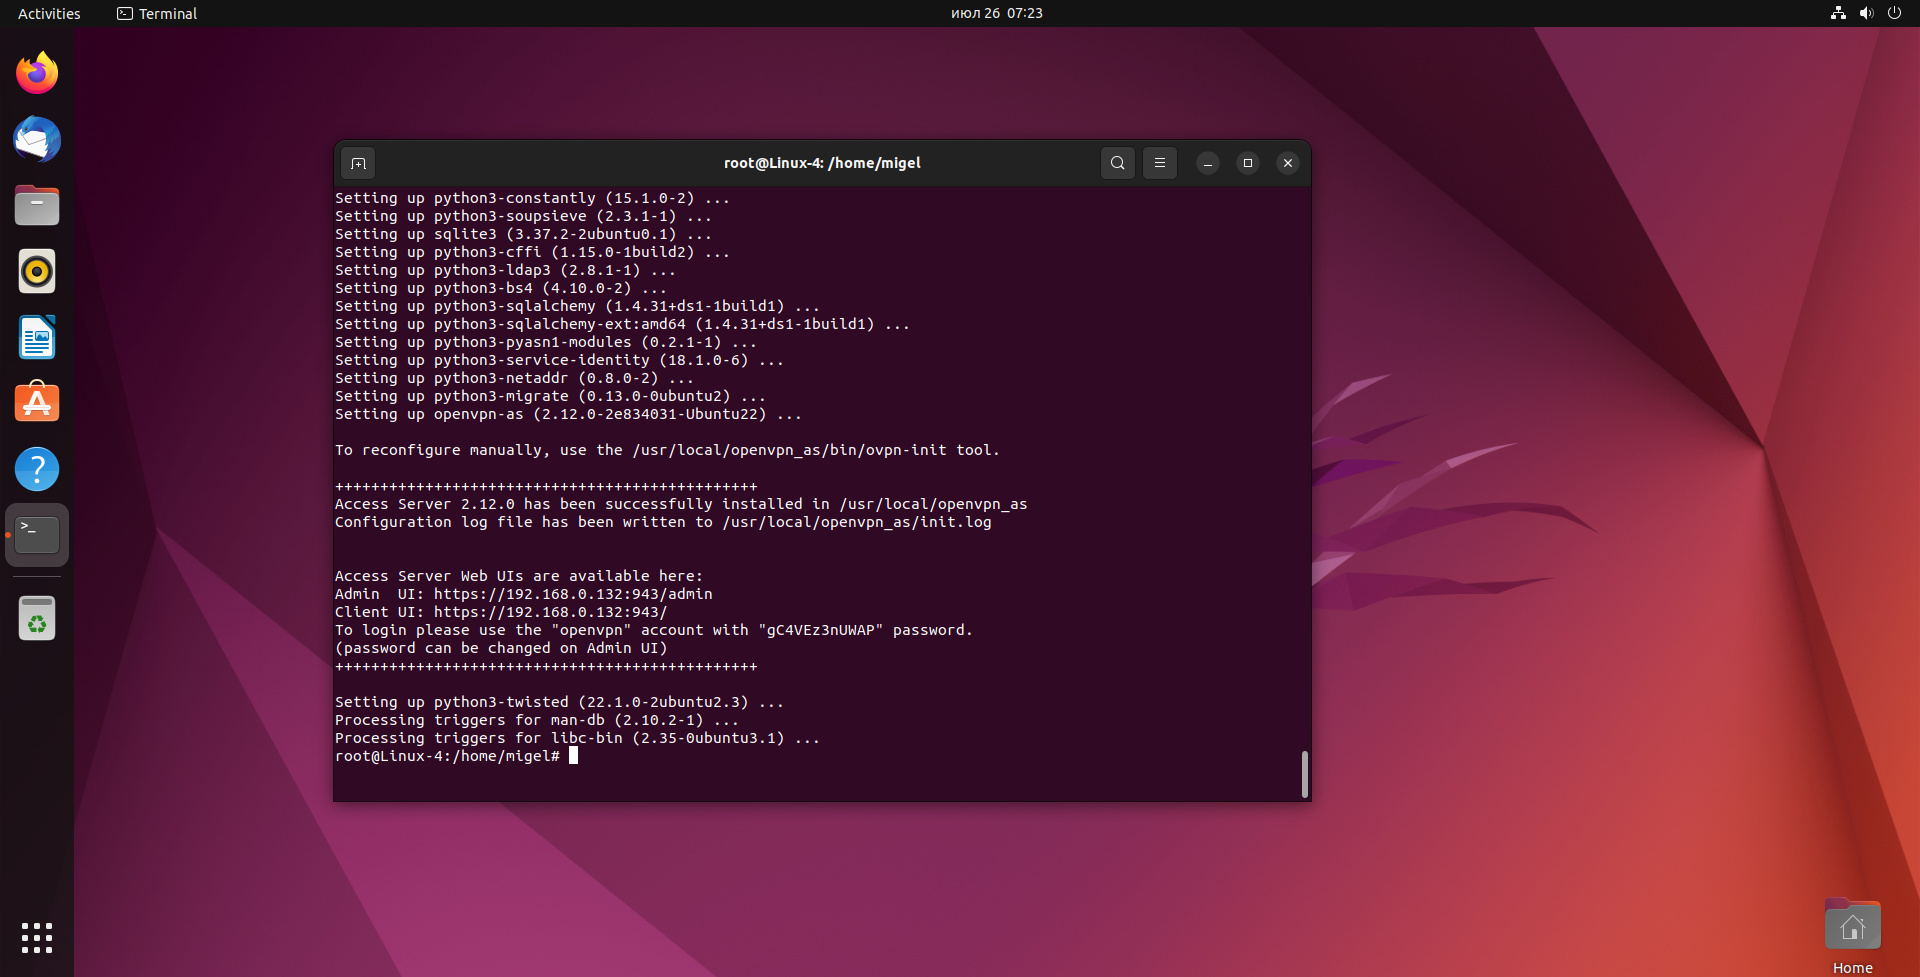 Activities Terminal июл 26 07:23
root@Linux-4: /home/migel
Setting up python3-constantly (15.1.0-2) ...
Setting up python3-soupsieve (2.3.1-1) ...
Setting up sqlite3 (3.37.2-2ubuntu0.1) ...
Setting up python3-cffi (1.15.0-1build2) ...
Setting up python3-ldap3 (2.8.1-1) ...
Setting up python3-bs4 (4.10.0-2) ...
Setting up python3-sqlalchemy (1.4.31+ds1-1build1) ...
Setting up python3-sqlalchemy-ext:amd64 (1.4.31+ds1-1build1) ...
Setting up python3-pyasn1-modules (0.2.1-1) ...
Setting up python3-service-identity (18.1.0-6) ...
Setting up python3-netaddr (0.8.0-2) ...
Setting up python3-migrate (0.13.0-0ubuntu2) ...
Setting up openvpn-as (2.12.0-2e834031-Ubuntu22) ...
To reconfigure manually, use the /usr/local/openvpn_as/bin/ovpn-init tool.
+++++++++++++++++++++++++++++++++++++++++++++++
Access Server 2.12.0 has been successfully installed in /usr/local/openvpn_as
Configuration log file has been written to /usr/local/openvpn_as/init.log
Access Server Web UIs are available here:
Admin  UI: https://192.168.0.132:943/admin
Client UI: https://192.168.0.132:943/
To login please use the "openvpn" account with "gC4VEz3nUWAP" password.
(password can be changed on Admin UI)
+++++++++++++++++++++++++++++++++++++++++++++++
Setting up python3-twisted (22.1.0-2ubuntu2.3) ...
Processing triggers for man-db (2.10.2-1) ...
Processing triggers for libc-bin (2.35-0ubuntu3.1) ...
root@Linux-4:/home/migel#
Home